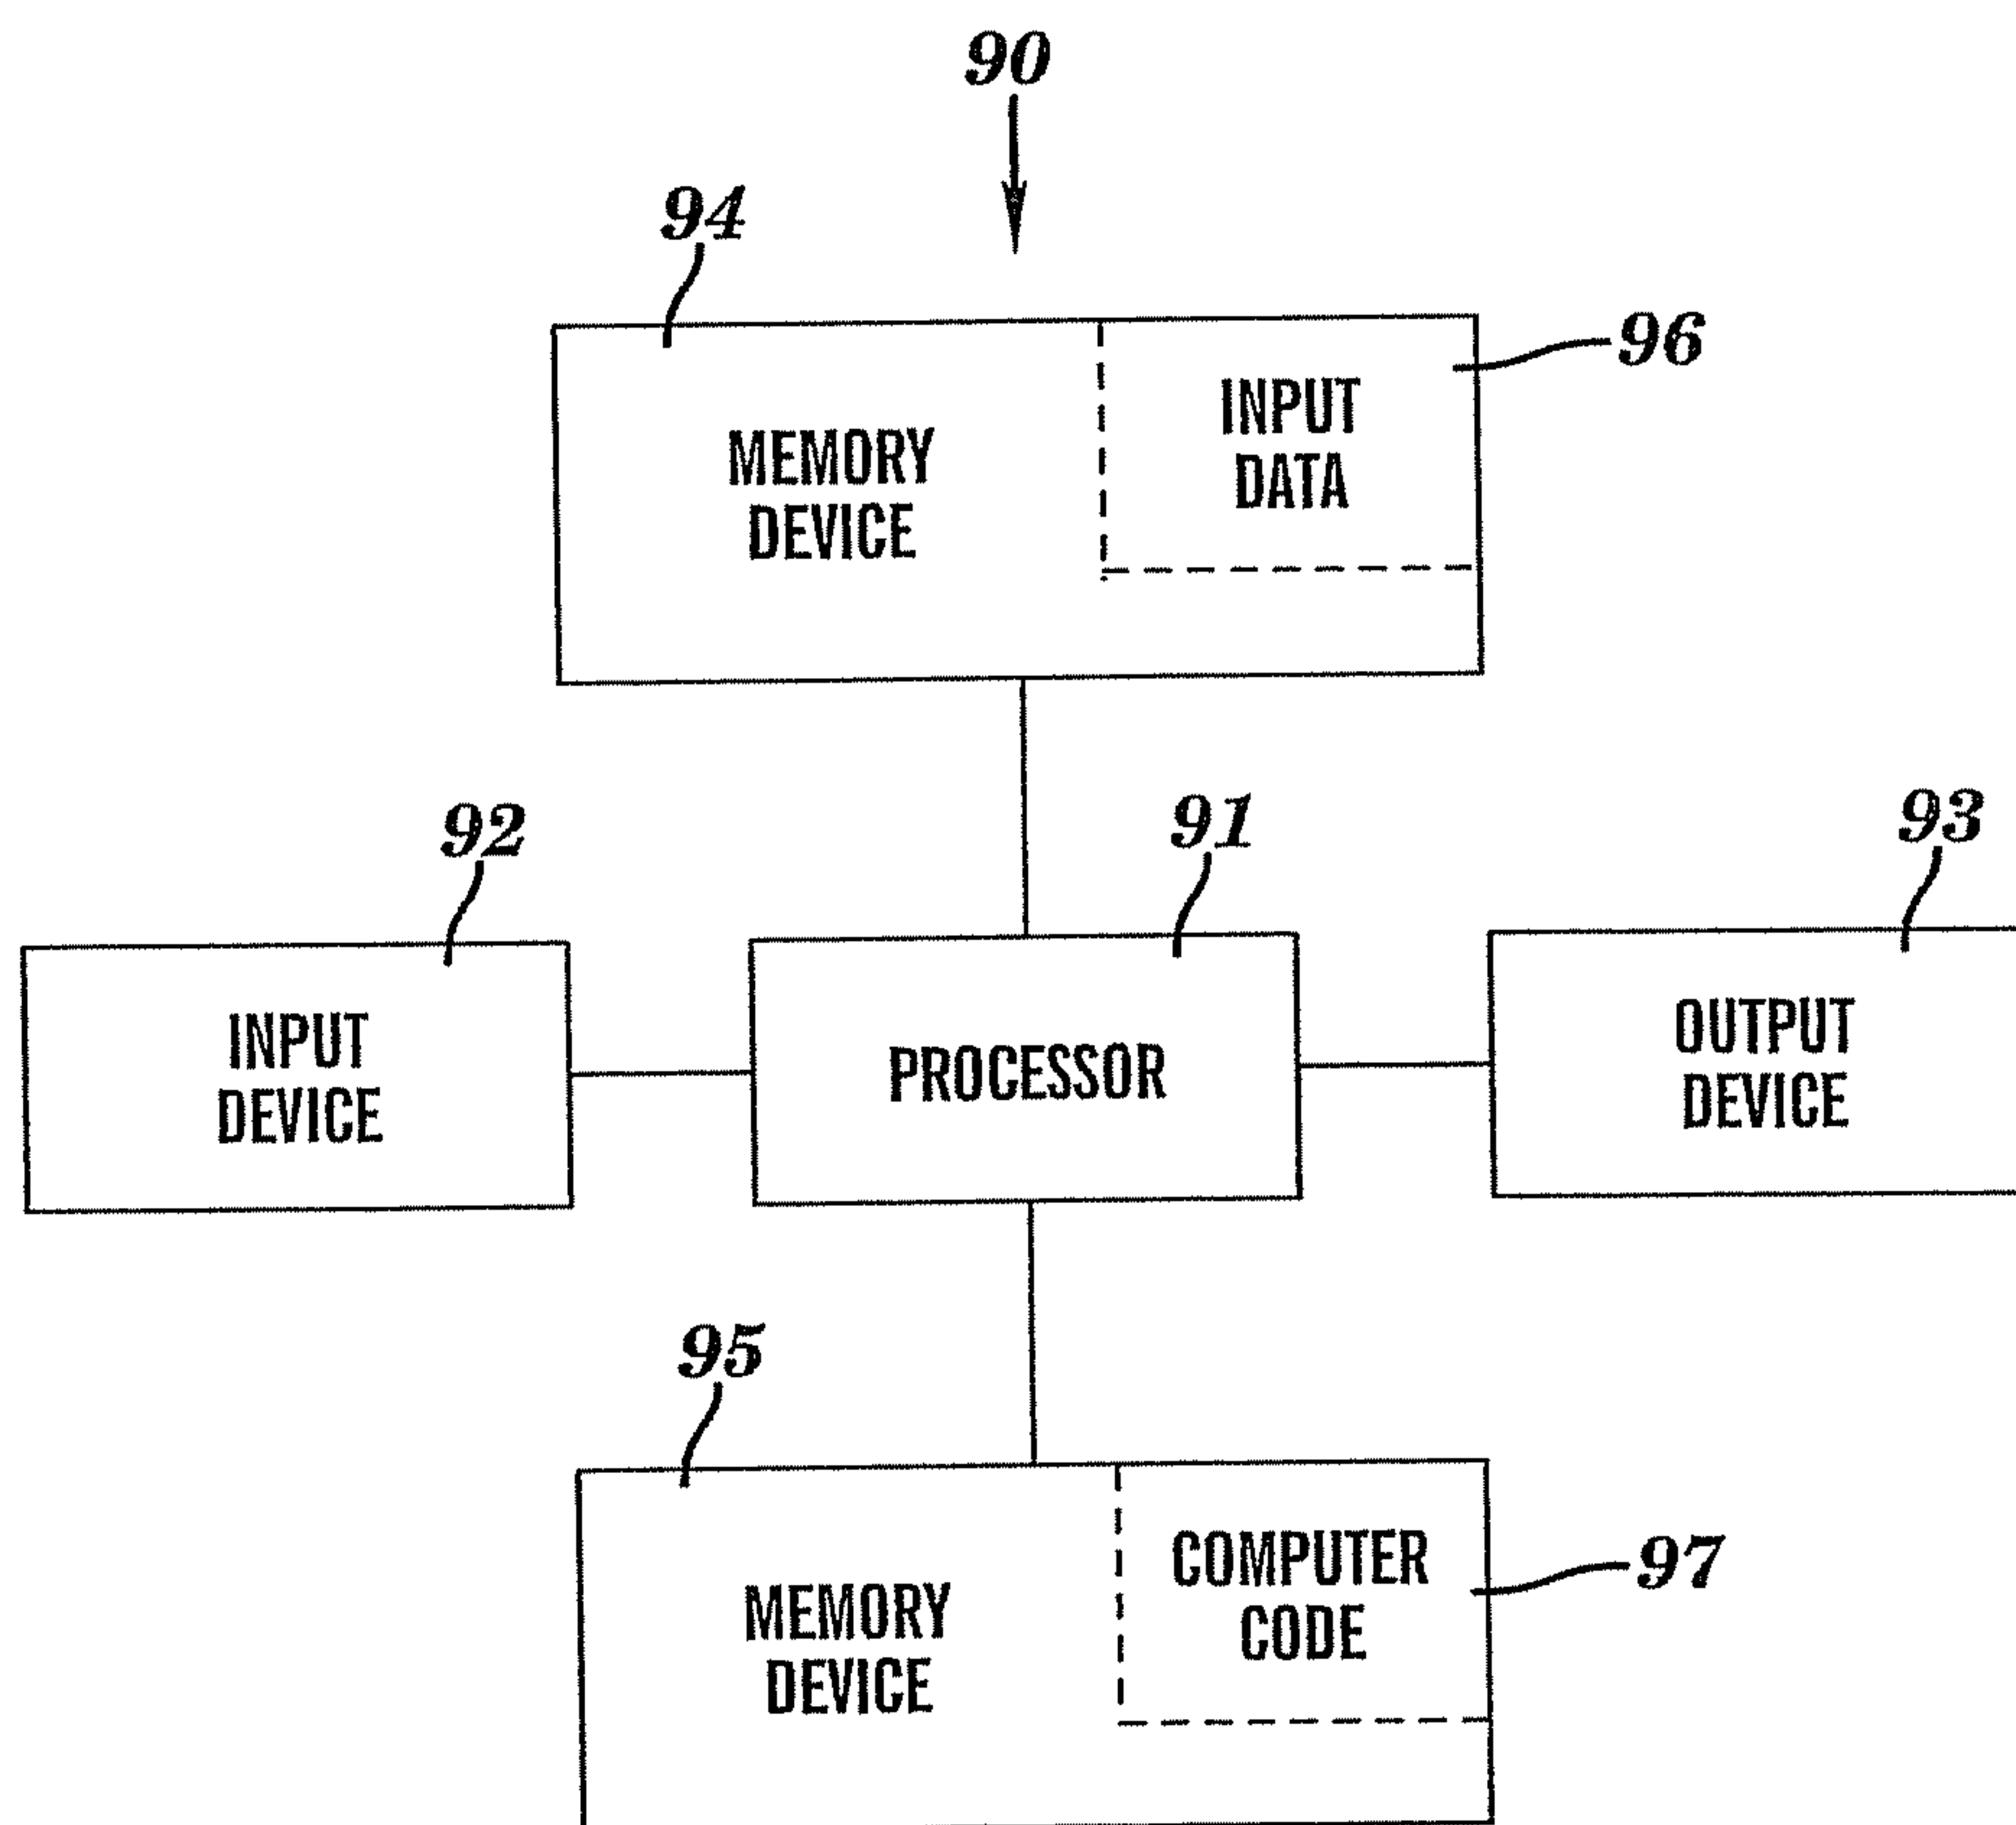 90
94
96
MEMORY
DEVICE
INPUT
DATA
92
91
93
INPUT
DEVICE
PROCESSOR
OUTPUT
DEVICE
95
97
MEMORY
DEVICE
COMPUTER
CODE